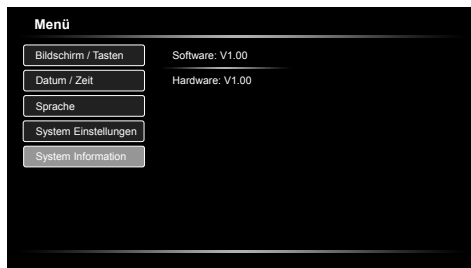 Menü
Bildschirm / Tasten
Software: V1.00
Datum / Zeit
Hardware: V1.00
Sprache
System Einstellungen
System Information